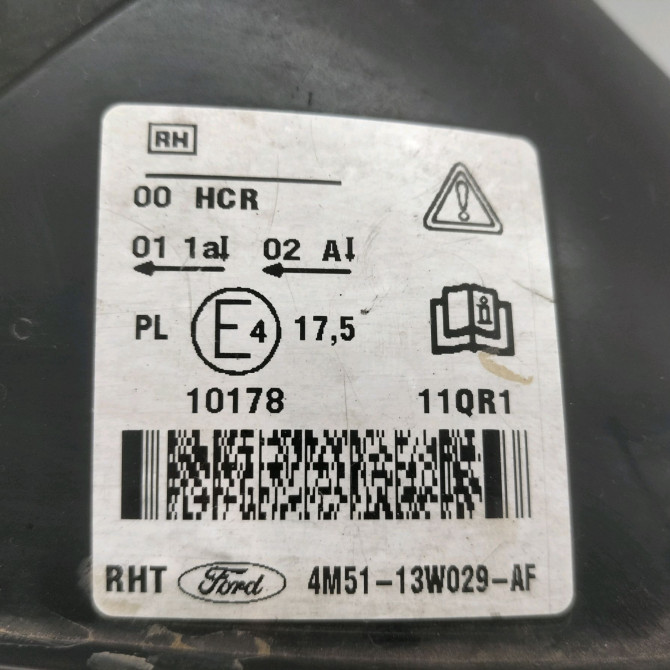 RH
00 HCR
01 1a 02 A
PL E4 17,5
10178 11QR1
RHT Ford 4M51-13W029-AF